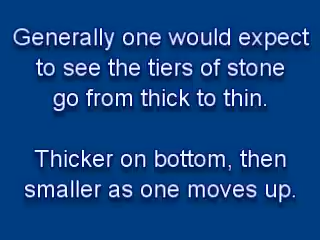 Generally one would expect
to see the tiers of stone
go from thick to thin.
Thicker on bottom, then
smaller as one moves up.